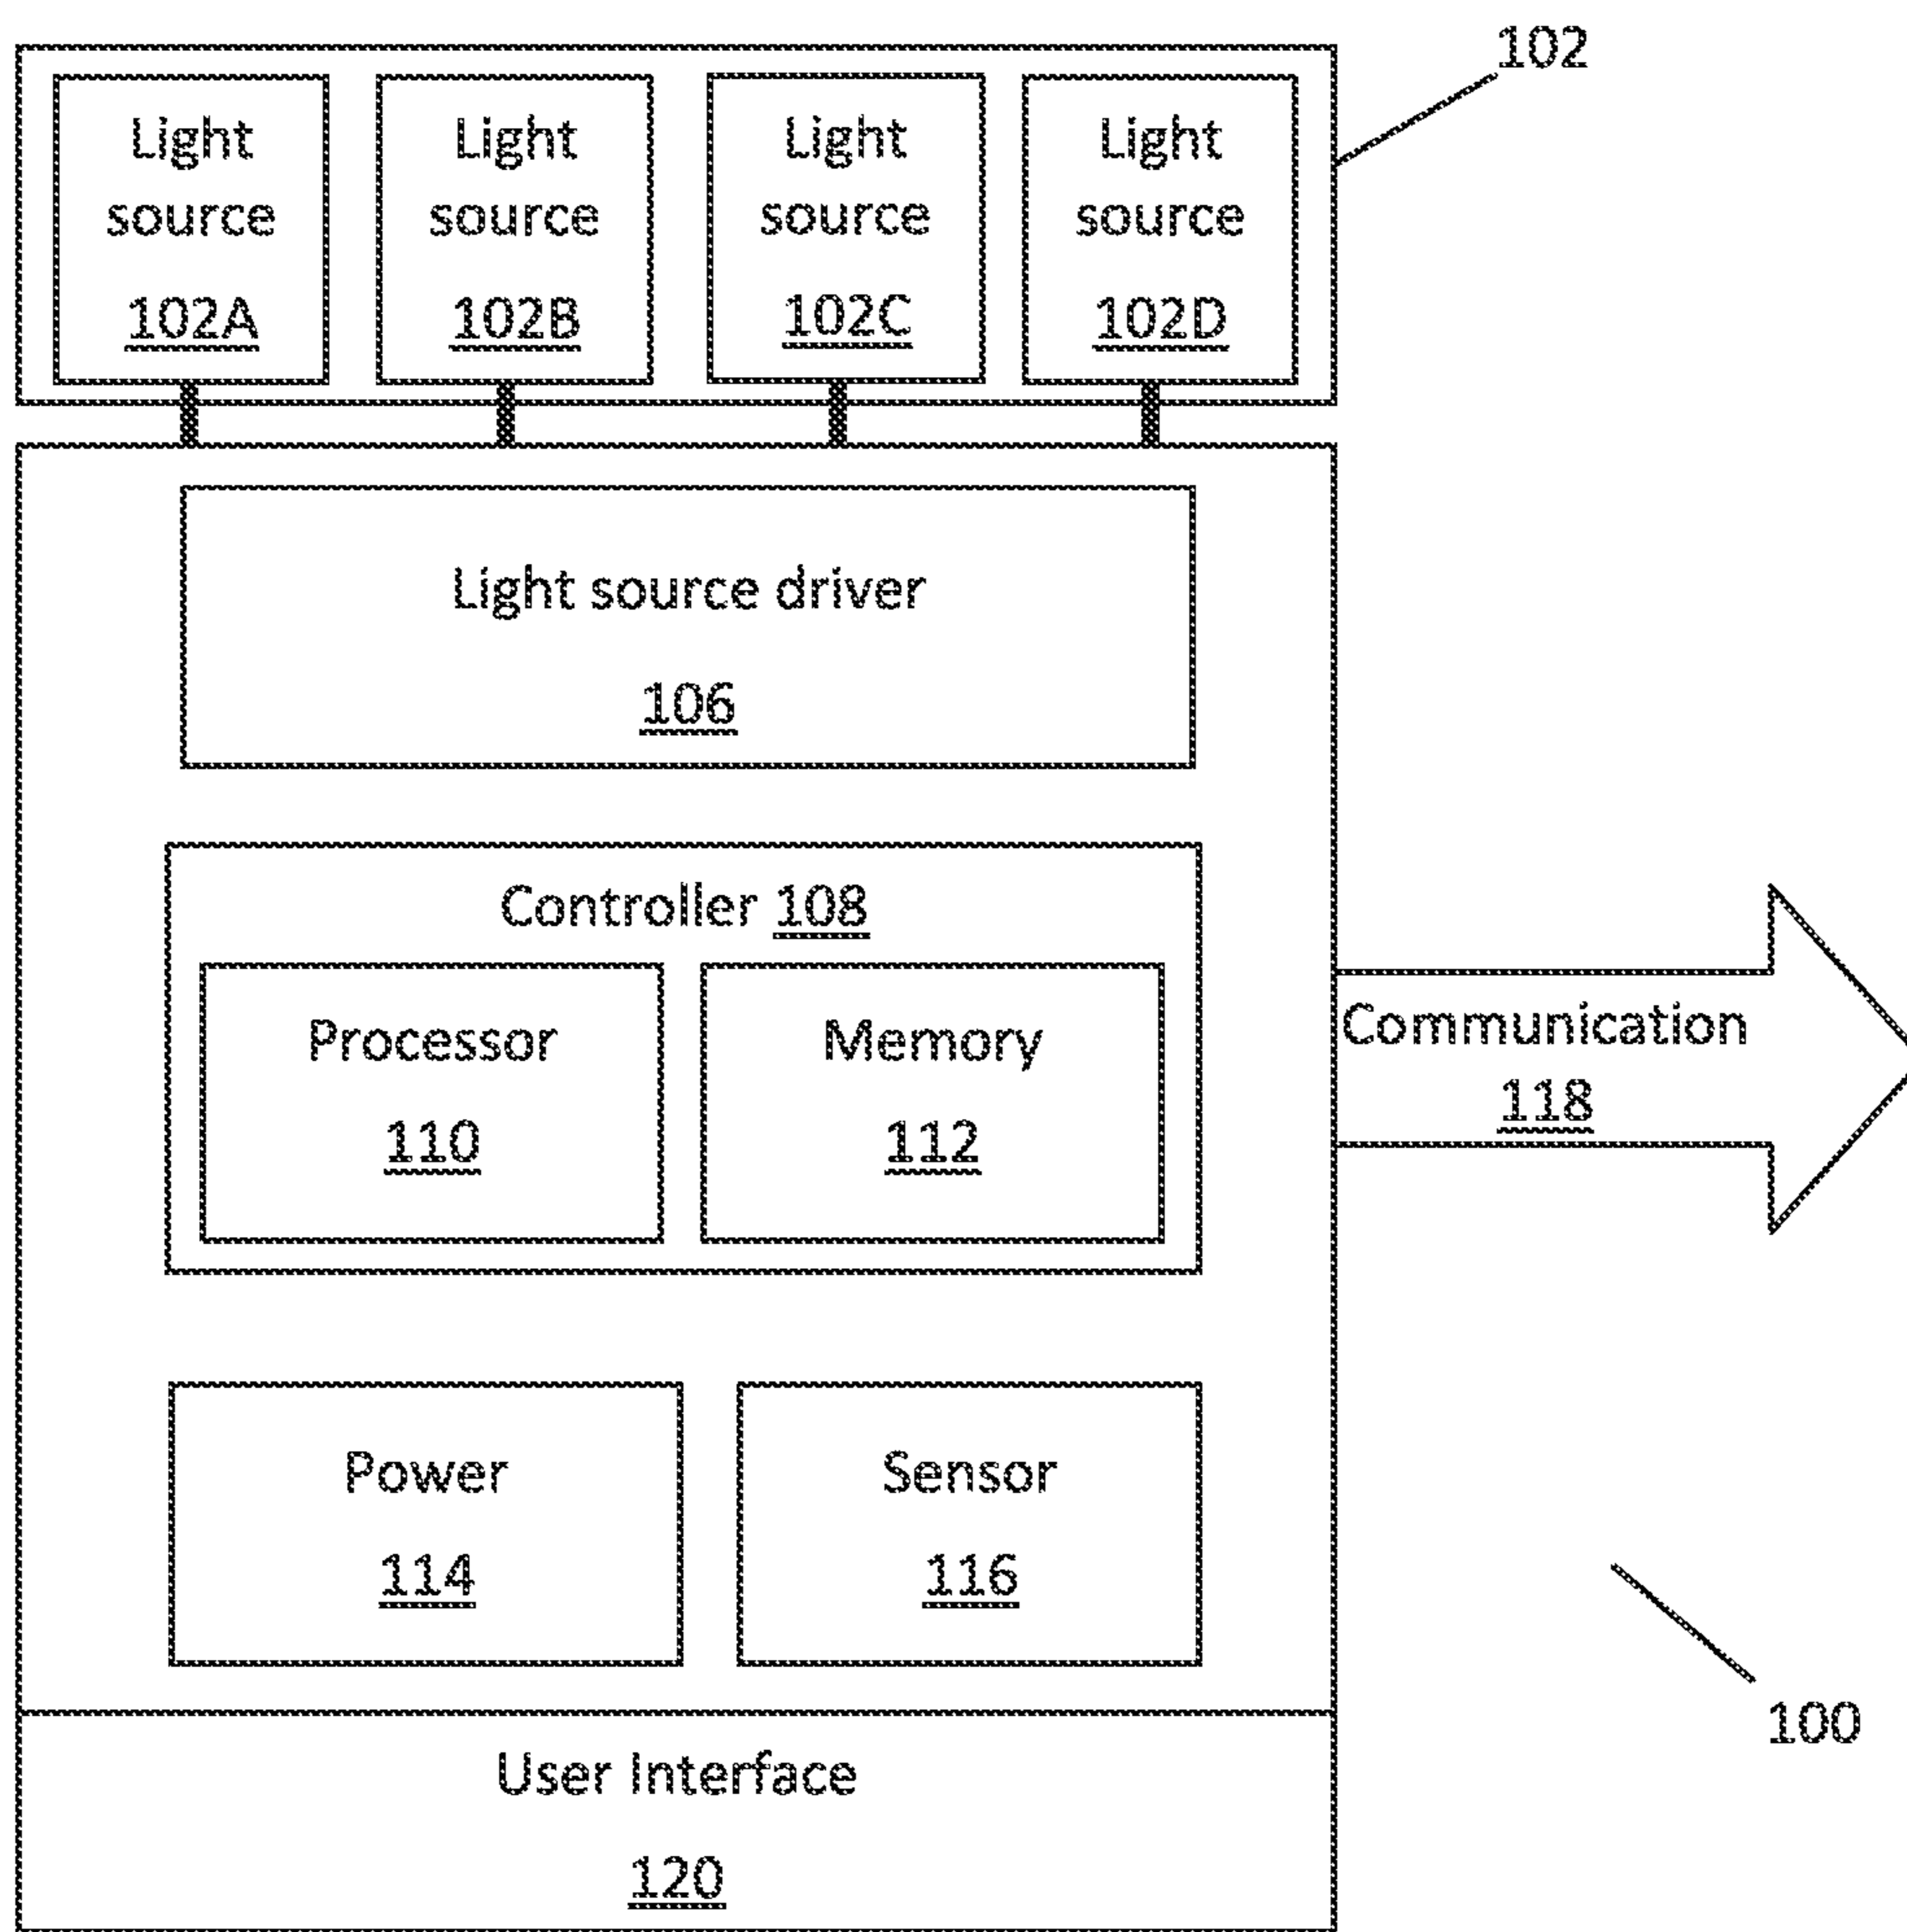 102
Light
source
102A
Light
source
102B
Light
source
102C
Light
source
102D
Light source driver
106
Controller 108
Processor
110
Memory
112
Communication
118
Power
114
Sensor
116
100
User Interface
120